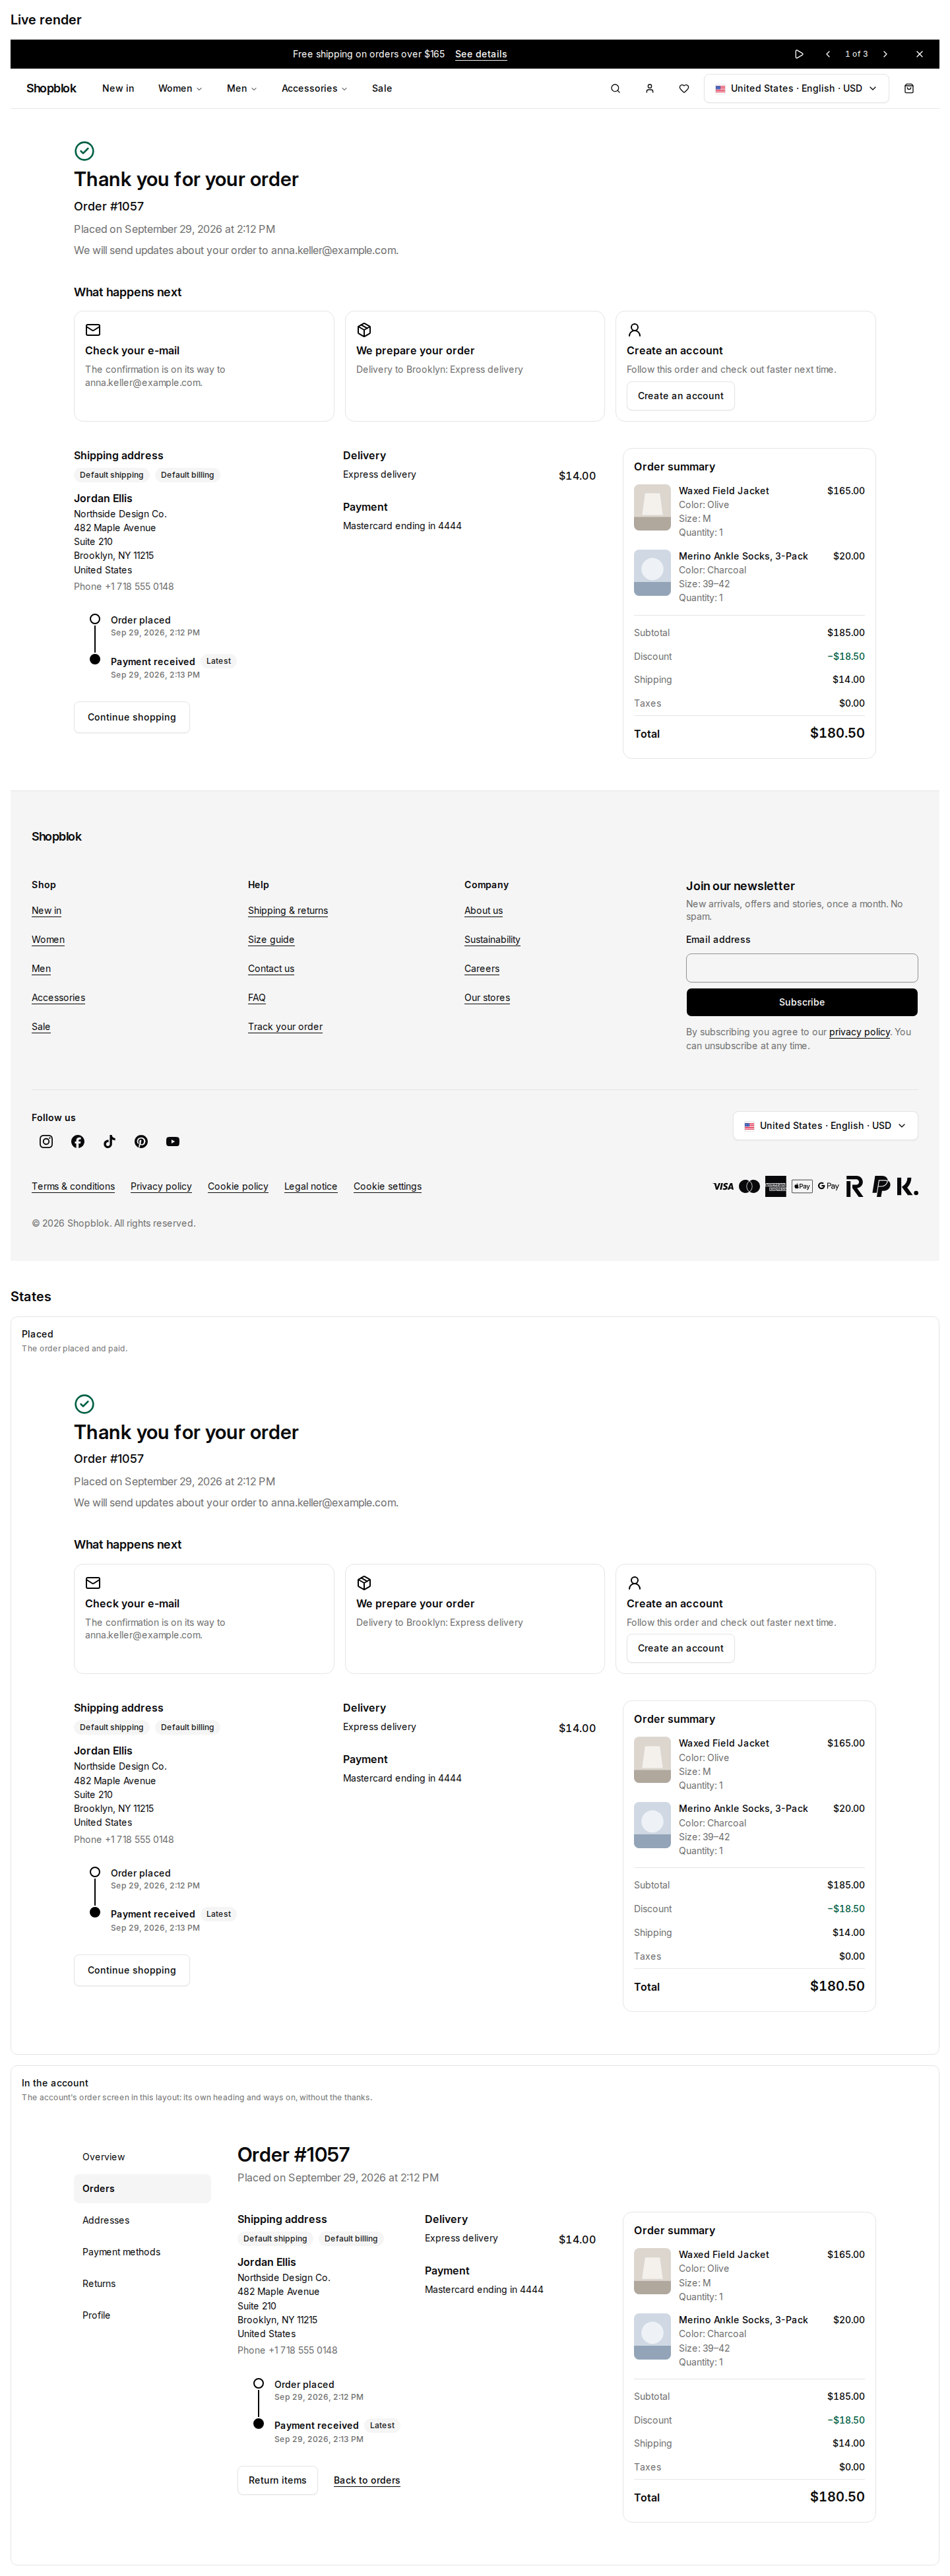 Live render
Free shipping on orders over $165 See details
1 of 3
Shopblok New in Women Men Accessories Sale
United States · English · USD
Thank you for your order
Order #1057
Placed on September 29, 2026 at 2:12 PM
We will send updates about your order to anna.keller@example.com.
What happens next
Check your e-mail
The confirmation is on its way to
anna.keller@example.com.
We prepare your order
Delivery to Brooklyn: Express delivery
Create an account
Follow this order and check out faster next time.
Create an account
Shipping address
Default shipping Default billing
Jordan Ellis
Northside Design Co.
482 Maple Avenue
Suite 210
Brooklyn, NY 11215
United States
Phone +1 718 555 0148
Order placed
Sep 29, 2026, 2:12 PM
Payment received Latest
Sep 29, 2026, 2:13 PM
Continue shopping
Delivery
Express delivery $14.00
Payment
Mastercard ending in 4444
Order summary
Waxed Field Jacket $165.00
Color: Olive
Size: M
Quantity: 1
Merino Ankle Socks, 3-Pack $20.00
Color: Charcoal
Size: 39–42
Quantity: 1
Subtotal $185.00
Discount −$18.50
Shipping $14.00
Taxes $0.00
Total $180.50
Shopblok
Shop
New in
Women
Men
Accessories
Sale
Help
Shipping & returns
Size guide
Contact us
FAQ
Track your order
Company
About us
Sustainability
Careers
Our stores
Join our newsletter
New arrivals, offers and stories, once a month. No
spam.
Email address
Subscribe
By subscribing you agree to our privacy policy. You
can unsubscribe at any time.
Follow us
United States · English · USD
Terms & conditions Privacy policy Cookie policy Legal notice Cookie settings
VISA
Pay
G Pay
K.
© 2026 Shopblok. All rights reserved.
States
Placed
The order placed and paid.
Thank you for your order
Order #1057
Placed on September 29, 2026 at 2:12 PM
We will send updates about your order to anna.keller@example.com.
What happens next
Check your e-mail
The confirmation is on its way to
anna.keller@example.com.
We prepare your order
Delivery to Brooklyn: Express delivery
Create an account
Follow this order and check out faster next time.
Create an account
Shipping address
Default shipping Default billing
Jordan Ellis
Northside Design Co.
482 Maple Avenue
Suite 210
Brooklyn, NY 11215
United States
Phone +1 718 555 0148
Order placed
Sep 29, 2026, 2:12 PM
Payment received Latest
Sep 29, 2026, 2:13 PM
Continue shopping
Delivery
Express delivery $14.00
Payment
Mastercard ending in 4444
Order summary
Waxed Field Jacket $165.00
Color: Olive
Size: M
Quantity: 1
Merino Ankle Socks, 3-Pack $20.00
Color: Charcoal
Size: 39–42
Quantity: 1
Subtotal $185.00
Discount −$18.50
Shipping $14.00
Taxes $0.00
Total $180.50
In the account
The account's order screen in this layout: its own heading and ways on, without the thanks.
Overview
Orders
Addresses
Payment methods
Returns
Profile
Order #1057
Placed on September 29, 2026 at 2:12 PM
Shipping address
Default shipping Default billing
Jordan Ellis
Northside Design Co.
482 Maple Avenue
Suite 210
Brooklyn, NY 11215
United States
Phone +1 718 555 0148
Order placed
Sep 29, 2026, 2:12 PM
Payment received Latest
Sep 29, 2026, 2:13 PM
Return items Back to orders
Delivery
Express delivery $14.00
Payment
Mastercard ending in 4444
Order summary
Waxed Field Jacket $165.00
Color: Olive
Size: M
Quantity: 1
Merino Ankle Socks, 3-Pack $20.00
Color: Charcoal
Size: 39–42
Quantity: 1
Subtotal $185.00
Discount −$18.50
Shipping $14.00
Taxes $0.00
Total $180.50